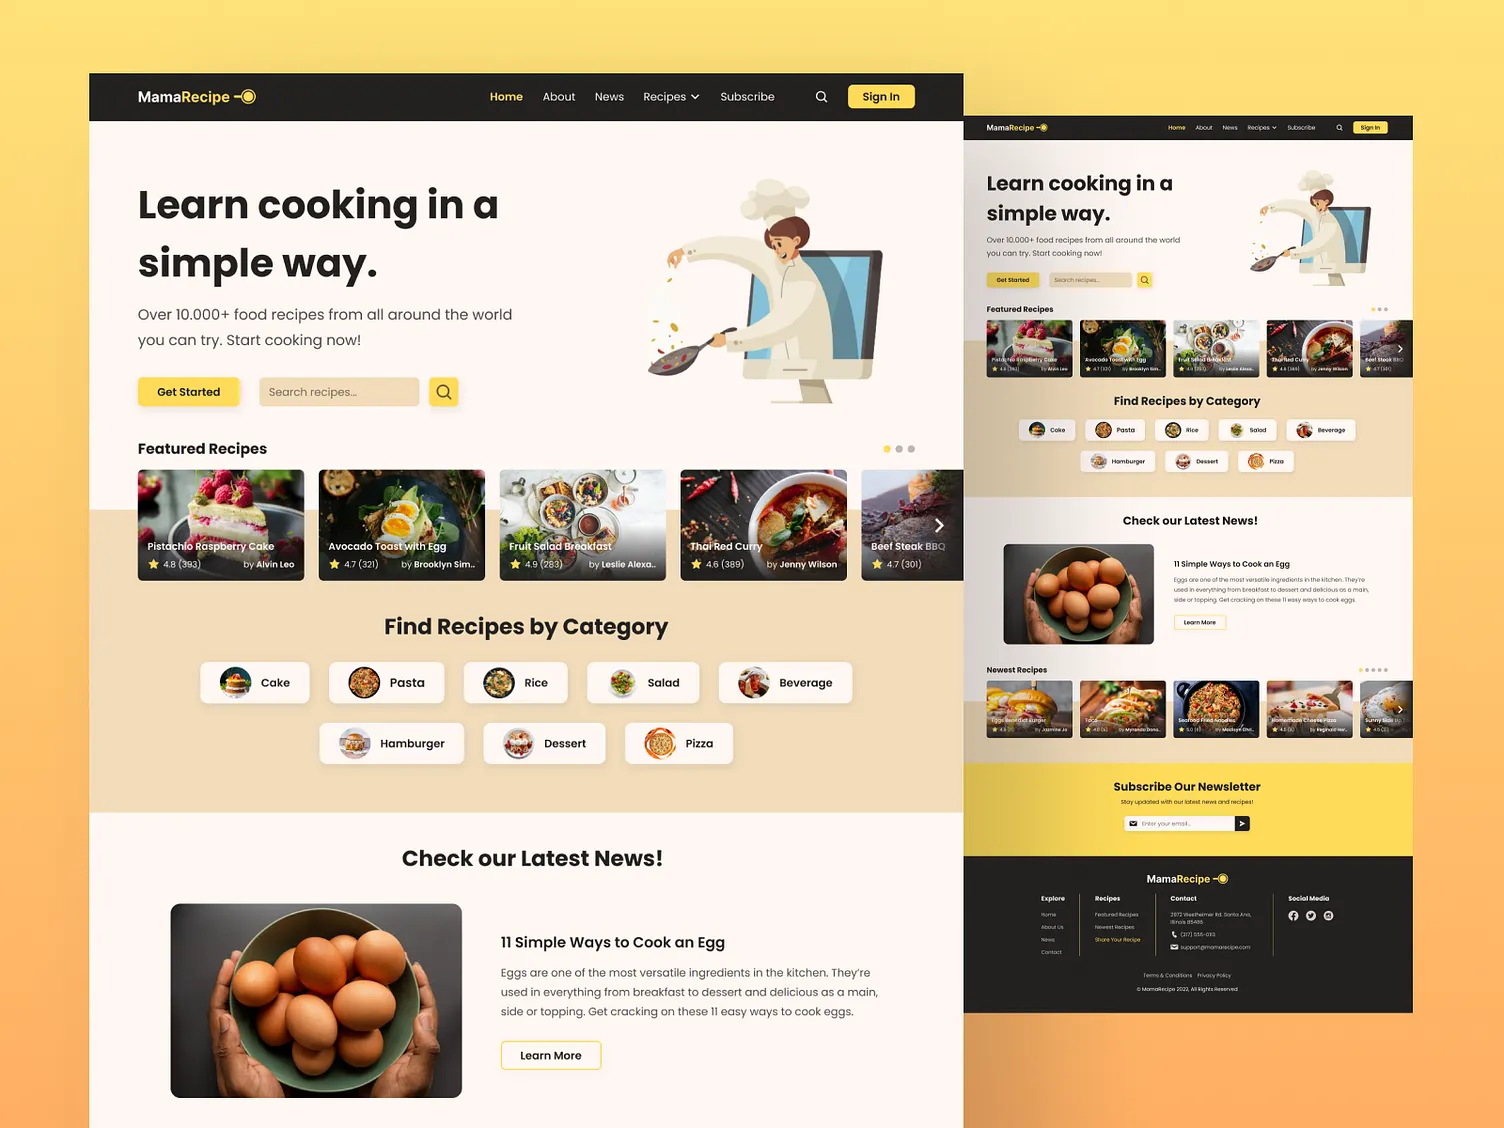 MamaRecipe
Home About News Recipes Subscribe Sign In
Learn cooking in a
simple way.
Over 10.000+ food recipes from all around the world
you can try. Start cooking now!
Get Started Search recipes...
Featured Recipes
Pistachio Raspberry Cake
4.8 (393) by Alvin Leo
Avocado Toast with Egg
4.7 (321) by Brooklyn Sim..
Fruit Salad Breakfast
4.9 (283) by Leslie Alexa..
Thai Red Curry
4.6 (389) by Jenny Wilson
Beef Steak BBQ
4.7 (301)
Find Recipes by Category
Cake Pasta Rice Salad Beverage
Hamburger Dessert Pizza
Check our Latest News!
11 Simple Ways to Cook an Egg
Eggs are one of the most versatile ingredients in the kitchen. They're
used in everything from breakfast to dessert and delicious as a main,
side or topping. Get cracking on these 11 easy ways to cook eggs.
Learn More
MamaRecipe
Home About News Recipes Subscribe Sign In
Learn cooking in a
simple way.
Over 10.000+ food recipes from all around the world
you can try. Start cooking now!
Get Started Search recipes...
Featured Recipes
Pistachio Raspberry Cake
4.8 (393) by Alvin Leo
Avocado Toast with Egg
4.7 (321) by Brooklyn Sim..
Fruit Salad Breakfast
4.9 (283) by Leslie Alexa..
Thai Red Curry
4.6 (389) by Jenny Wilson
Beef Steak BBQ
4.7 (301)
Find Recipes by Category
Cake Pasta Rice Salad Beverage
Hamburger Dessert Pizza
Check our Latest News!
11 Simple Ways to Cook an Egg
Eggs are one of the most versatile ingredients in the kitchen. They're
used in everything from breakfast to dessert and delicious as a main,
side or topping. Get cracking on these 11 easy ways to cook eggs.
Learn More
Newest Recipes
Eggs Benedict Burger
by Jazmine Jo
Taco
Seafood Fried Noodles
Homemade Cheese Pizza
Sunny Side Up
Subscribe Our Newsletter
Stay updated with our latest news and recipes!
Enter your email...
MamaRecipe
Explore
Home
About Us
News
Contact
Recipes
Featured Recipes
Newest Recipes
Share Your Recipe
Contact
2972 Westheimer Rd. Santa Ana,
Illinois 85486
(217) 555-0113
support@mamarecipe.com
Social Media
Terms & Conditions Privacy Policy
© MamaRecipe 2022, All Rights Reserved